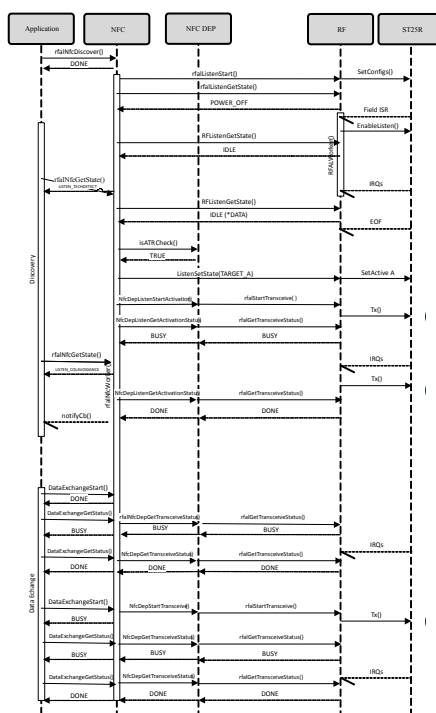 Application NFC NFC DEP RF ST25R
rfalNfcDiscover()
DONE
rfalListenStart() SetConfigs()
rfalListenGetState()
POWER_OFF
Field ISR
EnableListen()
RFListenGetState()
IDLE
RFALWorker()
rfalNfcGetState()
LISTEN_TECHDETECT
IRQs
RFListenGetState()
IDLE (*DATA)
EOF
isATRCheck()
TRUE
Discovery
ListenSetState(TARGET_A) SetActive A
NfcDepListenStartActivation() rfalStartTransceive( )
Tx()
NfcDepListenGetActivationStatus() rfalGetTransceiveStatus()
BUSY BUSY
rfalNfcGetState()
IRQs
LISTEN_COLAVOIDANCE
rfalNfcWorker()
Tx()
NfcDepListenGetActivationStatus() rfalGetTransceiveStatus()
DONE DONE
notifyCb()
DataExchangeStart()
DONE
DataExchangeGetStatus() rfalNfcDepGetTransceiveStatus() rfalGetTransceiveStatus()
BUSY BUSY BUSY
IRQs
DataExchangeGetStatus() NfcDepGetTransceiveStatus() rfalGetTransceiveStatus()
DONE DONE DONE
Data Echange
DataExchangeStart() NfcDepStartTransceive() rfalStartTransceive()
BUSY
Tx()
DataExchangeGetStatus() NfcDepGetTransceiveStatus() rfalGetTransceiveStatus()
BUSY BUSY BUSY
IRQs
DataExchangeGetStatus() NfcDepGetTransceiveStatus() rfalGetTransceiveStatus()
DONE DONE DONE